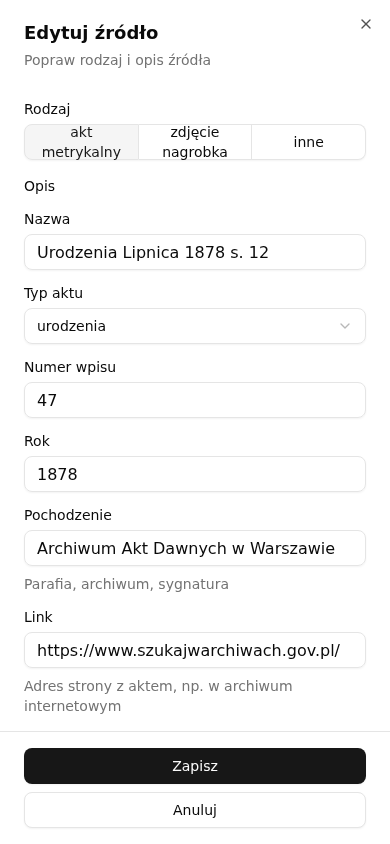 Edytuj źródło
Popraw rodzaj i opis źródła
Rodzaj
akt
metrykalny
zdjęcie
nagrobka
inne
Opis
Nazwa
Urodzenia Lipnica 1878 s. 12
Typ aktu
urodzenia
Numer wpisu
47
Rok
1878
Pochodzenie
Archiwum Akt Dawnych w Warszawie
Parafia, archiwum, sygnatura
Link
https://www.szukajwarchiwach.gov.pl/
Adres strony z aktem, np. w archiwum
internetowym
Zapisz
Anuluj